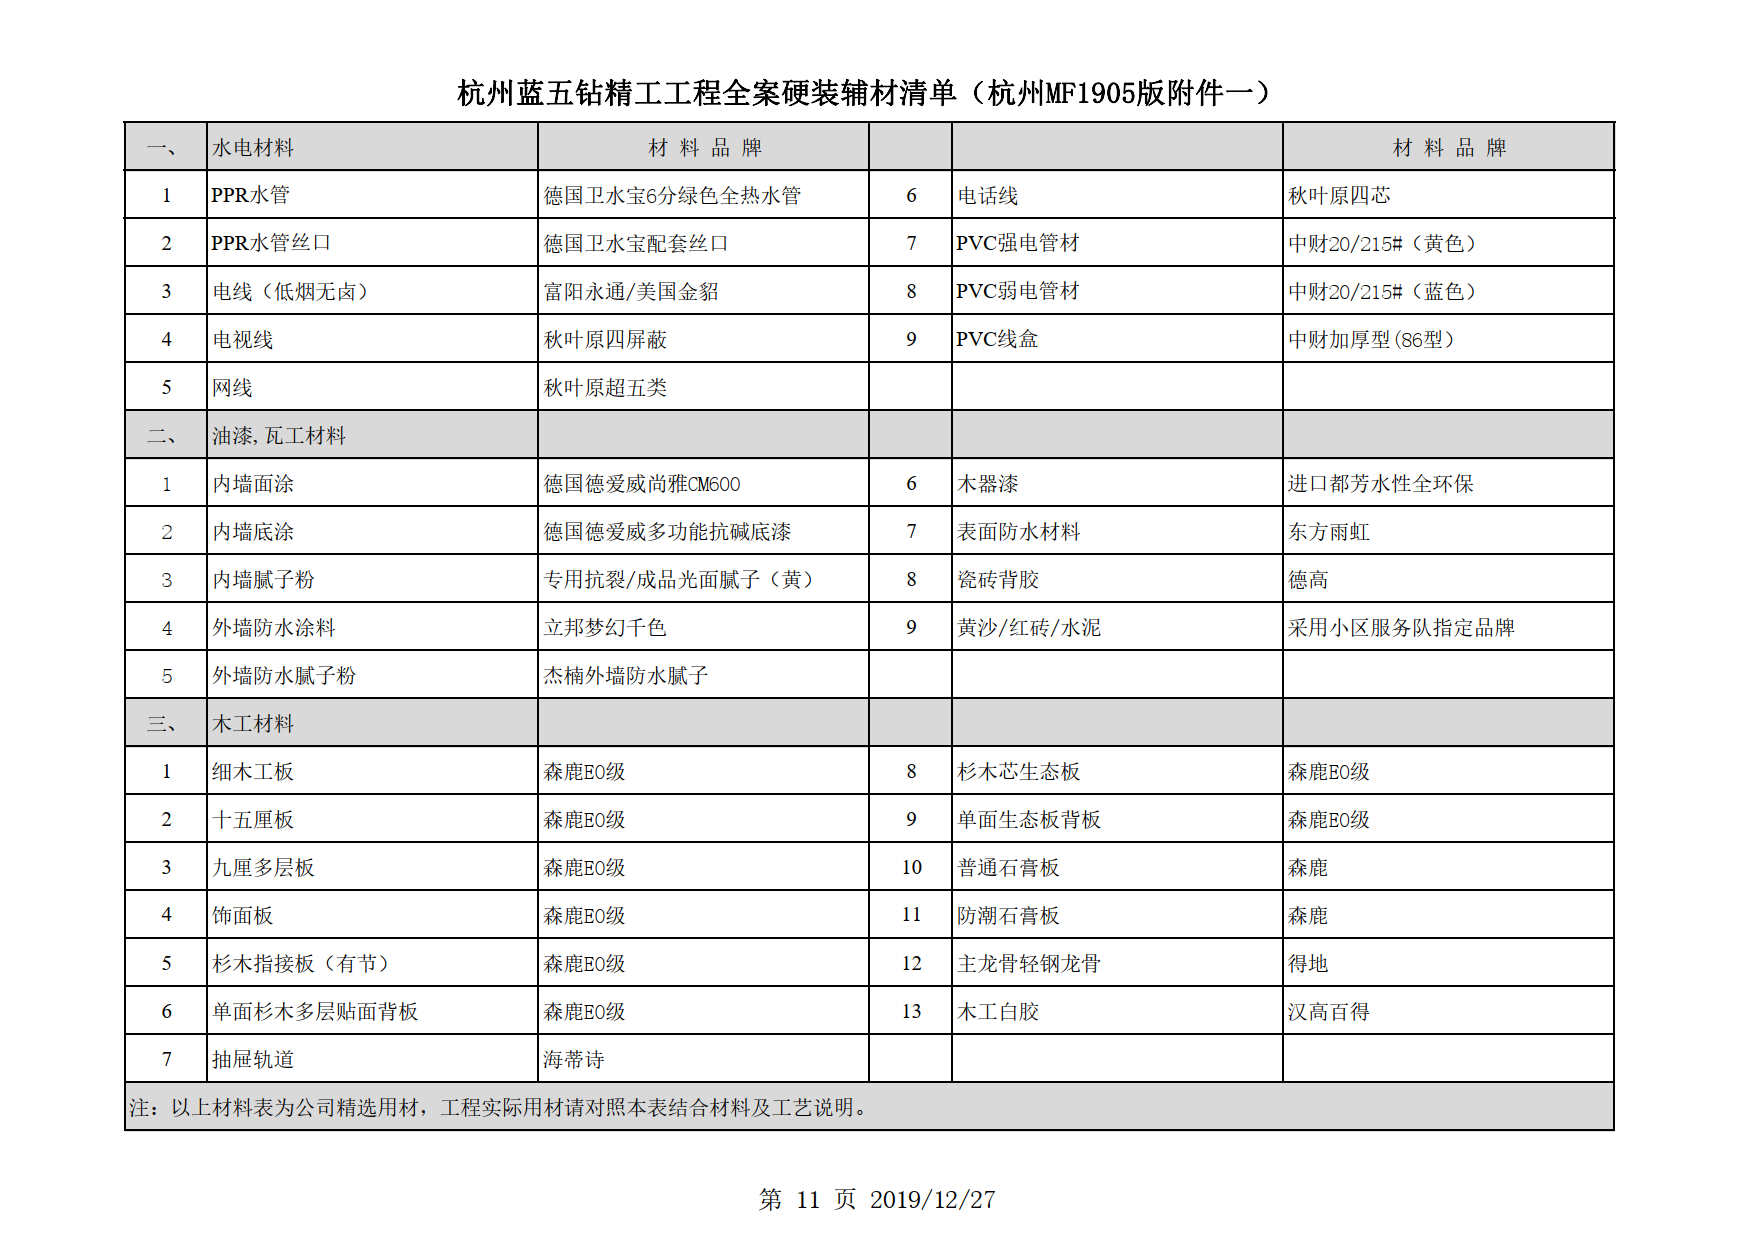 杭州蓝五钻精工工程全案硬装辅材清单（杭州MF1905版附件一）
一、 水电材料 材 料 品 牌 材 料 品 牌
1 PPR水管 德国卫水宝6分绿色全热水管 6 电话线 秋叶原四芯
2 PPR水管丝口 德国卫水宝配套丝口 7 PVC强电管材 中财20/215#（黄色）
3 电线（低烟无卤） 富阳永通/美国金貂 8 PVC弱电管材 中财20/215#（蓝色）
4 电视线 秋叶原四屏蔽 9 PVC线盒 中财加厚型(86型）
5 网线 秋叶原超五类
二、 油漆,瓦工材料
1 内墙面涂 德国德爱威尚雅CM600 6 木器漆 进口都芳水性全环保
2 内墙底涂 德国德爱威多功能抗碱底漆 7 表面防水材料 东方雨虹
3 内墙腻子粉 专用抗裂/成品光面腻子（黄） 8 瓷砖背胶 德高
4 外墙防水涂料 立邦梦幻千色 9 黄沙/红砖/水泥 采用小区服务队指定品牌
5 外墙防水腻子粉 杰楠外墙防水腻子
三、 木工材料
1 细木工板 森鹿E0级 8 杉木芯生态板 森鹿E0级
2 十五厘板 森鹿E0级 9 单面生态板背板 森鹿E0级
3 九厘多层板 森鹿E0级 10 普通石膏板 森鹿
4 饰面板 森鹿E0级 11 防潮石膏板 森鹿
5 杉木指接板（有节） 森鹿E0级 12 主龙骨轻钢龙骨 得地
6 单面杉木多层贴面背板 森鹿E0级 13 木工白胶 汉高百得
7 抽屉轨道 海蒂诗
注：以上材料表为公司精选用材，工程实际用材请对照本表结合材料及工艺说明。
第 11 页 2019/12/27